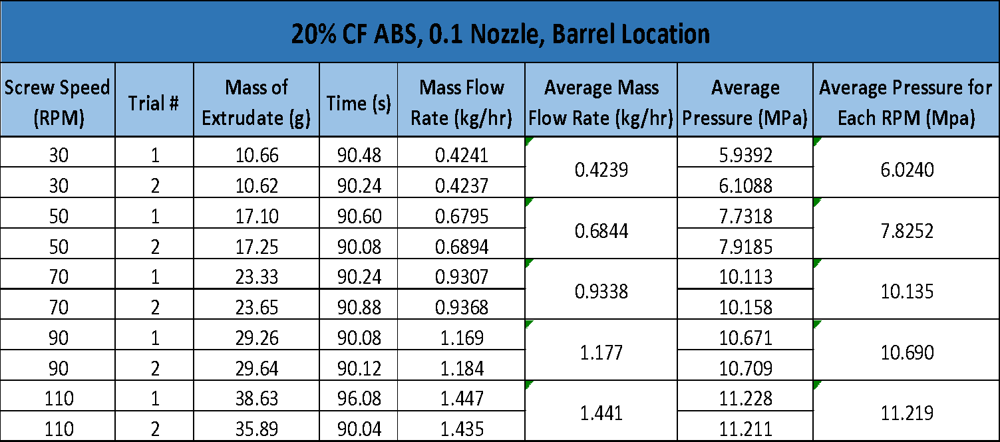 20% CF ABS, 0.1 Nozzle, Barrel Location
Screw Speed (RPM) Trial # Mass of Extrudate (g) Time (s) Mass Flow Rate (kg/hr) Average Mass Flow Rate (kg/hr) Average Pressure (MPa) Average Pressure for Each RPM (Mpa)
30 1 10.66 90.48 0.4241 0.4239 5.9392 6.0240
30 2 10.62 90.24 0.4237 6.1088
50 1 17.10 90.60 0.6795 0.6844 7.7318 7.8252
50 2 17.25 90.08 0.6894 7.9185
70 1 23.33 90.24 0.9307 0.9338 10.113 10.135
70 2 23.65 90.88 0.9368 10.158
90 1 29.26 90.08 1.169 1.177 10.671 10.690
90 2 29.64 90.12 1.184 10.709
110 1 38.63 96.08 1.447 1.441 11.228 11.219
110 2 35.89 90.04 1.435 11.211